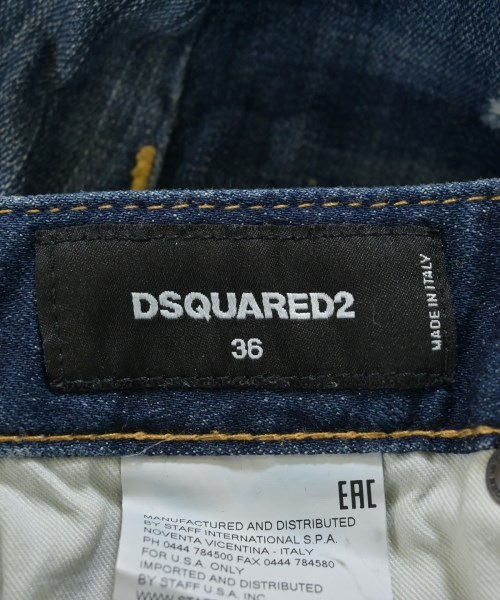 DSQUARED2
36
MADE IN ITALY
EAC
MANUFACTURED AND DISTRIBUTED
BY STAFF INTERNATIONAL S.P.A.
NOVENTA VICENTINA - ITALY
PH 0444 784500 FAX 0444 784580
FOR U.S.A. ONLY
IMPORTED AND DISTRIBUTED
BY STAFF U.S.A. INC